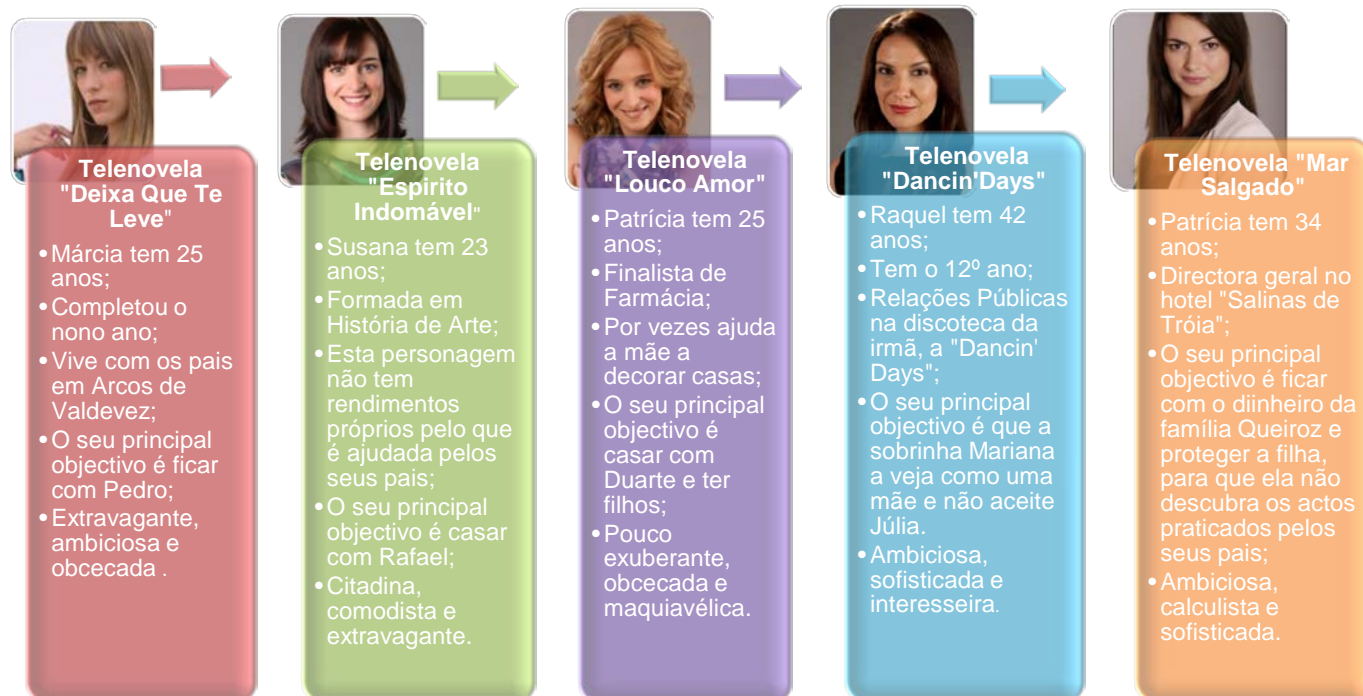 Telenovela
"Deixa Que Te
Leve"
•Márcia tem 25
anos;
•Completou o
nono ano;
•Vive com os pais
em Arcos de
Valdevez;
•O seu principal
objectivo é ficar
com Pedro;
•Extravagante,
ambiciosa e
obcecada .
Telenovela
"Espirito
Indomável"
•Susana tem 23
anos;
•Formada em
História de Arte;
•Esta personagem
não tem
rendimentos
próprios pelo que
é ajudada pelos
seus pais;
•O seu principal
objectivo é casar
com Rafael;
•Citadina,
comodista e
extravagante.
Telenovela
"Louco Amor"
•Patrícia tem 25
anos;
•Finalista de
Farmácia;
•Por vezes ajuda
a mãe a
decorar casas;
•O seu principal
objectivo é
casar com
Duarte e ter
filhos;
•Pouco
exuberante,
obcecada e
maquiavélica.
Telenovela
"Dancin'Days"
•Raquel tem 42
anos;
•Tem o 12º ano;
•Relações Públicas
na discoteca da
irmã, a "Dancin'
Days";
•O seu principal
objectivo é que a
sobrinha Mariana
a veja como uma
mãe e não aceite
Júlia.
•Ambiciosa,
sofisticada e
interesseira.
Telenovela "Mar
Salgado"
•Patrícia tem 34
anos;
•Directora geral no
hotel "Salinas de
Tróia";
•O seu principal
objectivo é ficar
com o diinheiro da
família Queiroz e
proteger a filha,
para que ela não
descubra os actos
praticados pelos
seus pais;
•Ambiciosa,
calculista e
sofisticada.